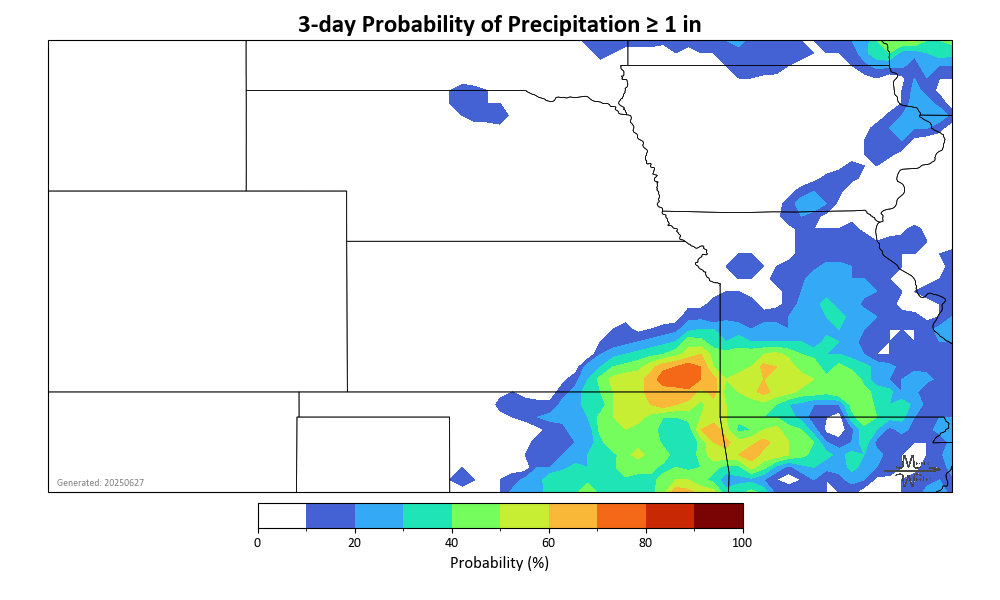 3-day Probability of Precipitation ≥ 1 in
Generated: 20250627
0 20 40 60 80 100
Probability (%)